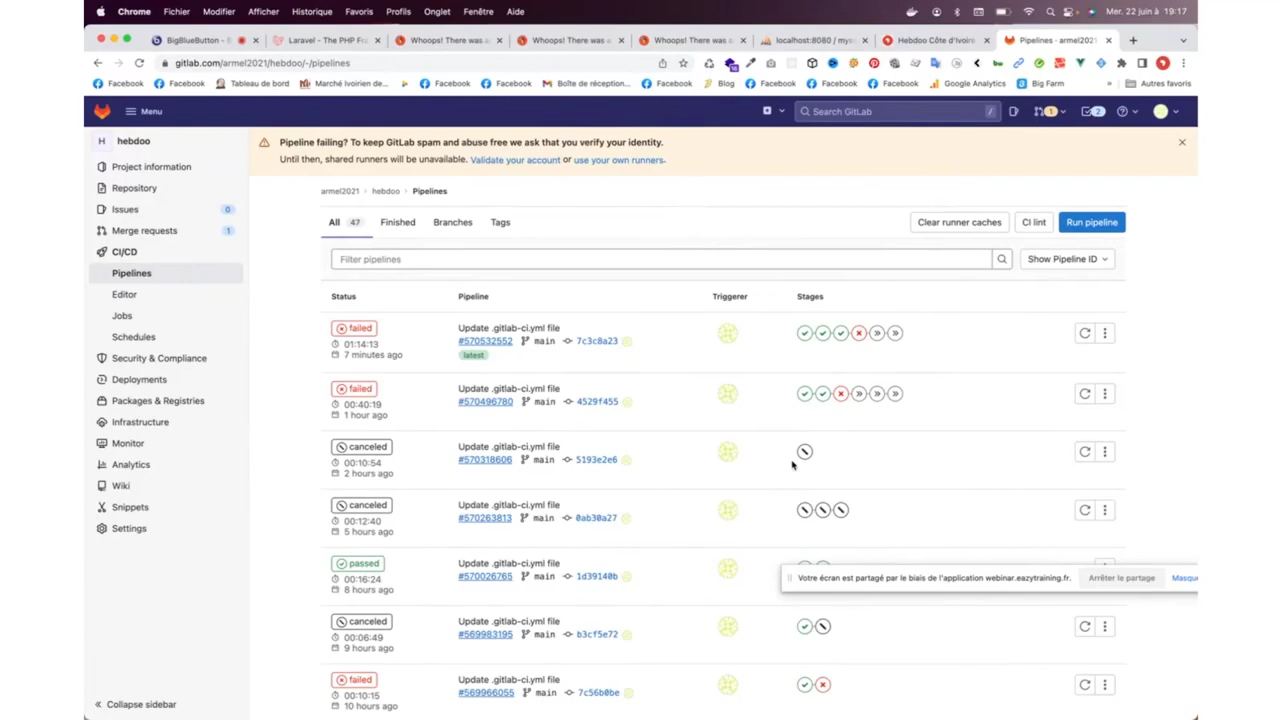 Chrome Fichier Modifier Afficher Historique Favoris Profils Onglet Fenêtre Aide Mer. 22 juin à 19:17
BigBlueButton - Laravel - The PHP Fra Whoops! There was a Whoops! There was a Whoops! There was a localhost:8080 / mys Hebdoo Côte d'Ivoire Pipelines - armel2021
gitlab.com/armel2021/hebdoo/-/pipelines
Facebook Facebook Tableau de bord Marché Ivoirien de... Facebook Facebook Boîte de réception... Facebook Blog Facebook Facebook Facebook Google Analytics Big Farm » Autres favoris
Menu Search GitLab / 1 2
H hebdoo
Project information
Repository
Issues 0
Merge requests 1
CI/CD
Pipelines
Editor
Jobs
Schedules
Security & Compliance
Deployments
Packages & Registries
Infrastructure
Monitor
Analytics
Wiki
Snippets
Settings
Collapse sidebar
Pipeline failing? To keep GitLab spam and abuse free we ask that you verify your identity.
Until then, shared runners will be unavailable. Validate your account or use your own runners.
armel2021 › hebdoo › Pipelines
All 47 Finished Branches Tags Clear runner caches CI lint Run pipeline
Filter pipelines Show Pipeline ID
Status Pipeline Triggerer Stages
failed Update .gitlab-ci.yml file
00:14:13 #570532552 main 7c3c8a23
7 minutes ago latest
failed Update .gitlab-ci.yml file
00:40:19 #570496780 main 4529f455
1 hour ago
canceled Update .gitlab-ci.yml file
00:10:54 #570318606 main 5193e2e6
2 hours ago
canceled Update .gitlab-ci.yml file
00:12:40 #570263813 main 0ab30a27
5 hours ago
passed Update .gitlab-ci.yml file
00:16:24 #570026765 main 1d39140b
8 hours ago
Votre écran est partagé par le biais de l'application webinar.eazytraining.fr. Arrêter le partage Masque
canceled Update .gitlab-ci.yml file
00:06:49 #569983195 main b3cf5e72
9 hours ago
failed Update .gitlab-ci.yml file
00:10:15 #569966055 main 7c56b0be
10 hours ago